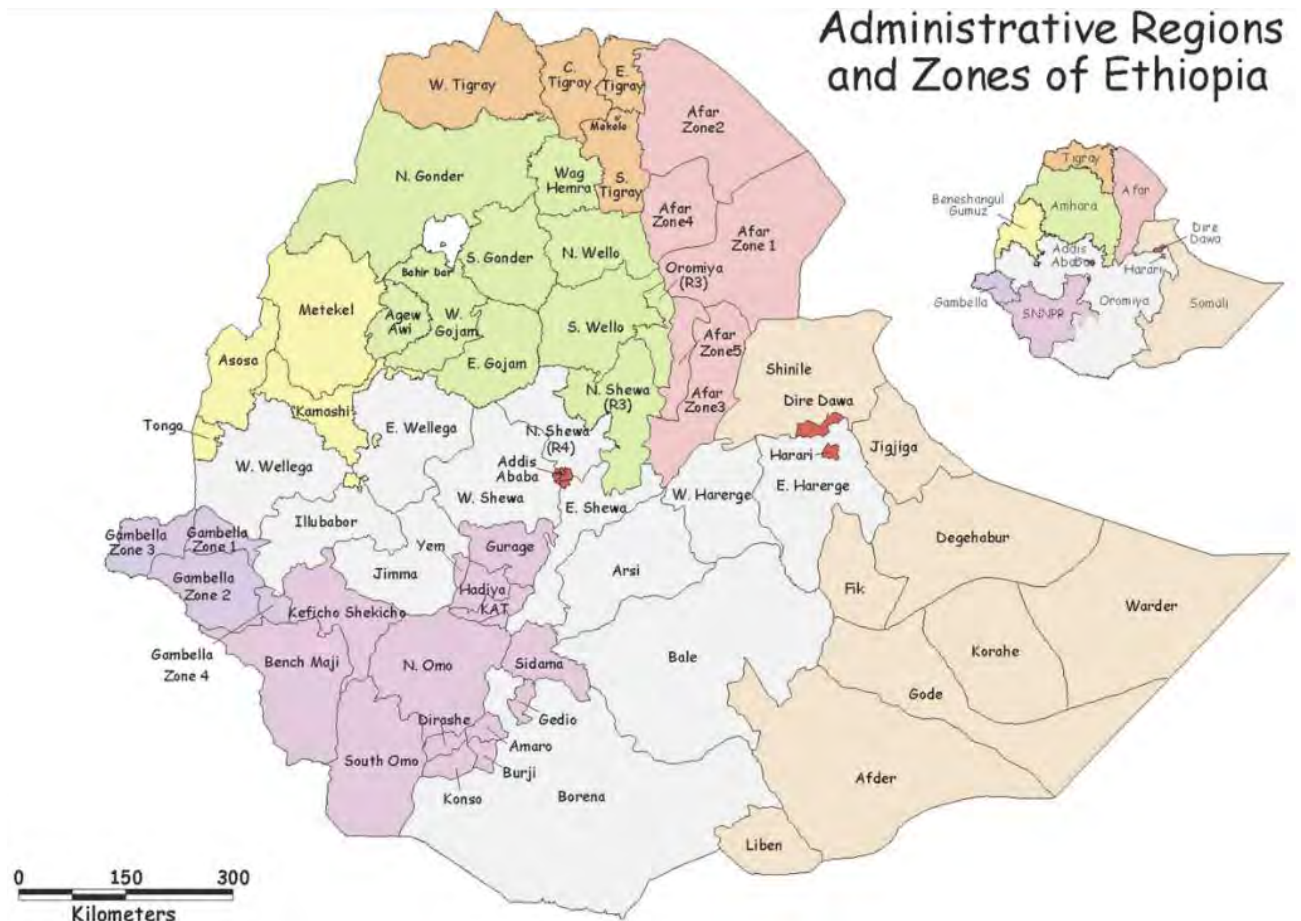 Administrative Regions
and Zones of Ethiopia
W. Tigray
C.
Tigray
E.
Tigray
Mekele
S.
Tigray
Afar
Zone2
N. Gonder
Wag
Hemra
Afar
Zone4
Afar
Zone 1
Bahir Dar
S. Gonder
N. Wello
Oromiya
(R3)
Metekel
Agew
Awi
W.
Gojam
S. Wello
E. Gojam
Afar
Zone5
Asosa
N. Shewa
(R3)
Afar
Zone3
Shinile
Dire Dawa
Kamashi
Tongo
E. Wellega
N. Shewa
(R4)
Harari
Jigjiga
W. Wellega
Addis
Ababa
W. Shewa
E. Shewa
W. Harerge
E. Harerge
Illubabor
Gambella
Zone 3
Gambella
Zone 1
Yem
Gurage
Degehabur
Gambella
Zone 2
Jimma
Hadiya
KAT
Arsi
Fik
Keficho Shekicho
Warder
Gambella
Zone 4
Bench Maji
N. Omo
Sidama
Bale
Korahe
Gode
Gedio
Dirashe
Amaro
South Omo
Burji
Konso
Borena
Afder
Liben
Tigray
Beneshangul
Gumuz
Amhara
Afar
Dire
Dawa
Addis
Ababa
Harari
Gambella
SNNPR
Oromiya
Somali
0 150 300
Kilometers